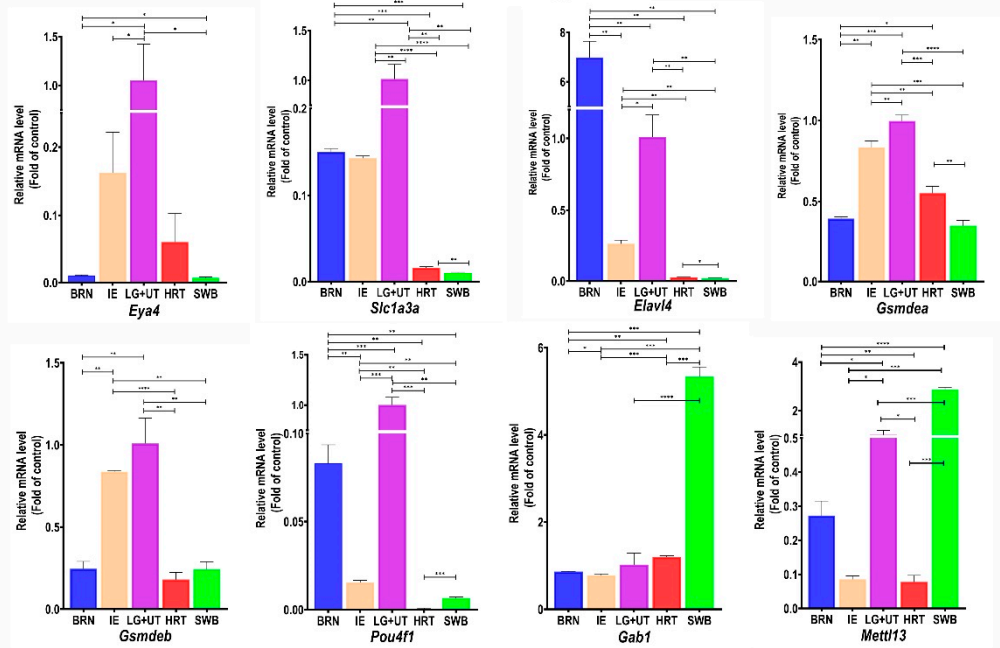 Relative mRNA level
(Fold of control)
1.5
1.0
0.2
0.1
0.0
BRN IE LG+UT HRT SWB
Eya4
Relative mRNA level
(Fold of control)
1.5
1.0
0.2
0.1
0.0
BRN IE LG+UT HRT SWB
Slc1a3a
Relative mRNA level
(Fold of control)
8
6
1.0
0.5
0.0
BRN IE LG+UT HRT SWB
Elavl4
Relative mRNA level
(Fold of control)
1.5
1.0
0.5
0.0
BRN IE LG+UT HRT SWB
Gsmdea
Relative mRNA level
(Fold of control)
1.5
1.0
0.5
0.0
BRN IE LG+UT HRT SWB
Gsmdeb
Relative mRNA level
(Fold of control)
1.5
1.0
0.10
0.05
0.00
BRN IE LG+UT HRT SWB
Pou4f1
Relative mRNA level
(Fold of control)
6
4
2
0
BRN IE LG+UT HRT SWB
Gab1
Relative mRNA level
(Fold of control)
4
2
0.5
0.4
0.3
0.2
0.1
0.0
BRN IE LG+UT HRT SWB
Mettl13